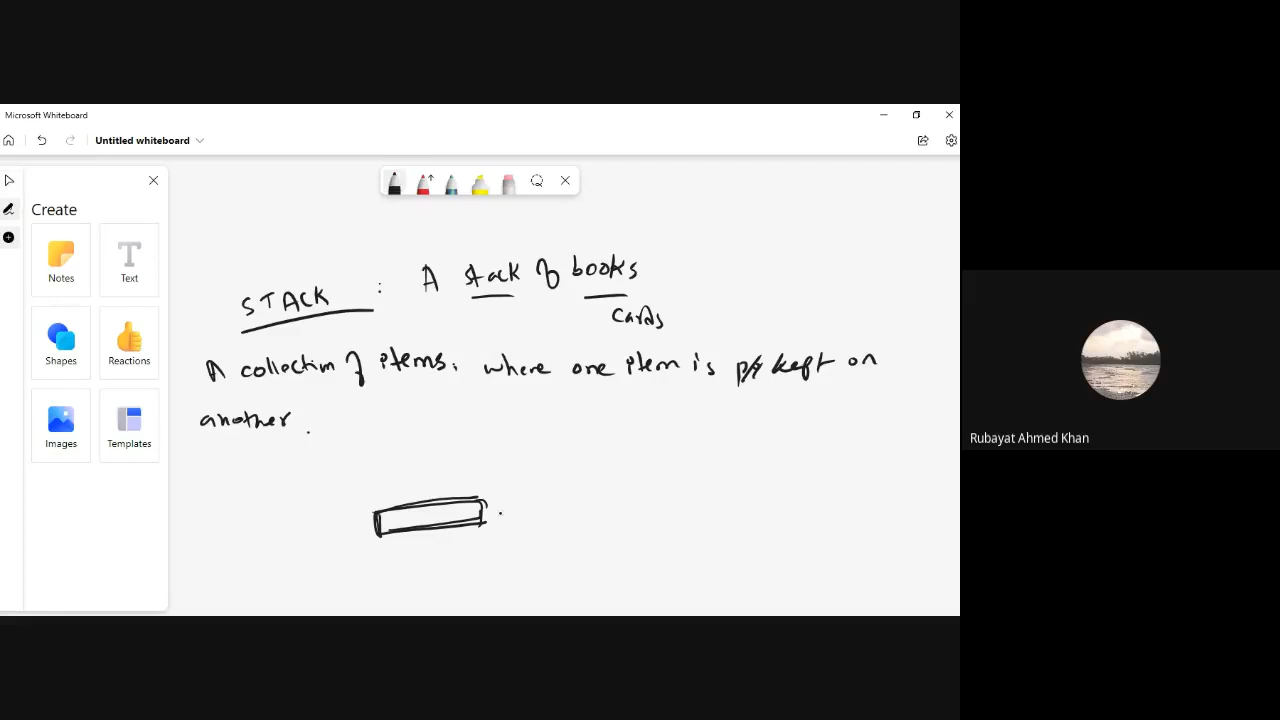 Microsoft Whiteboard
Untitled whiteboard
Create
Notes
Text
Shapes
Reactions
Images
Templates
STACK : A stack of books
cards
A collection of items, where one item is kept on
another.
Rubayat Ahmed Khan